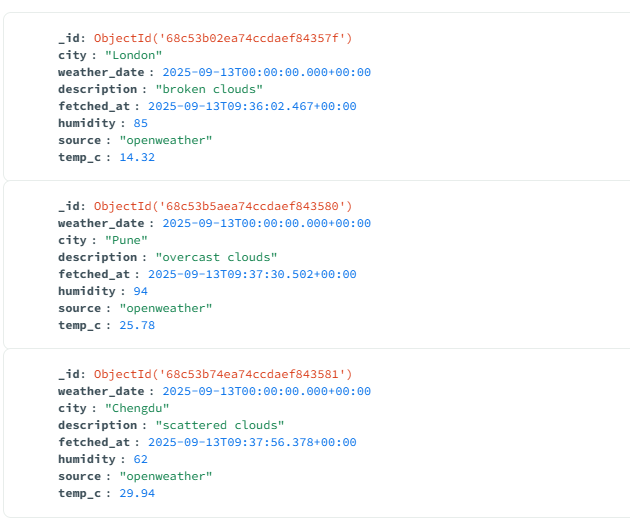 _id: ObjectId('68c53b02ea74ccdaef84357f')
city : "London"
weather_date : 2025-09-13T00:00:00.000+00:00
description : "broken clouds"
fetched_at : 2025-09-13T09:36:02.467+00:00
humidity : 85
source : "openweather"
temp_c : 14.32
_id: ObjectId('68c53b5aea74ccdaef843580')
weather_date : 2025-09-13T00:00:00.000+00:00
city : "Pune"
description : "overcast clouds"
fetched_at : 2025-09-13T09:37:30.502+00:00
humidity : 94
source : "openweather"
temp_c : 25.78
_id: ObjectId('68c53b74ea74ccdaef843581')
weather_date : 2025-09-13T00:00:00.000+00:00
city : "Chengdu"
description : "scattered clouds"
fetched_at : 2025-09-13T09:37:56.378+00:00
humidity : 62
source : "openweather"
temp_c : 29.94